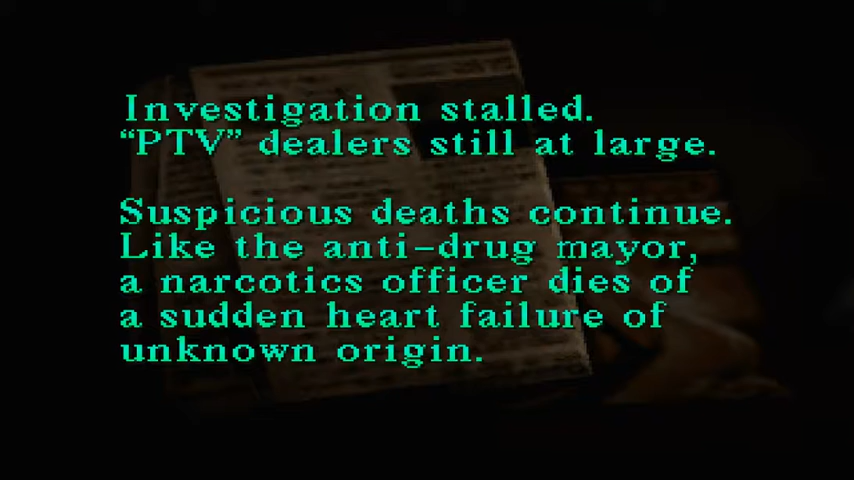 Investigation stalled.
“PTV” dealers still at large.
Suspicious deaths continue.
Like the anti-drug mayor,
a narcotics officer dies of
a sudden heart failure of
unknown origin.